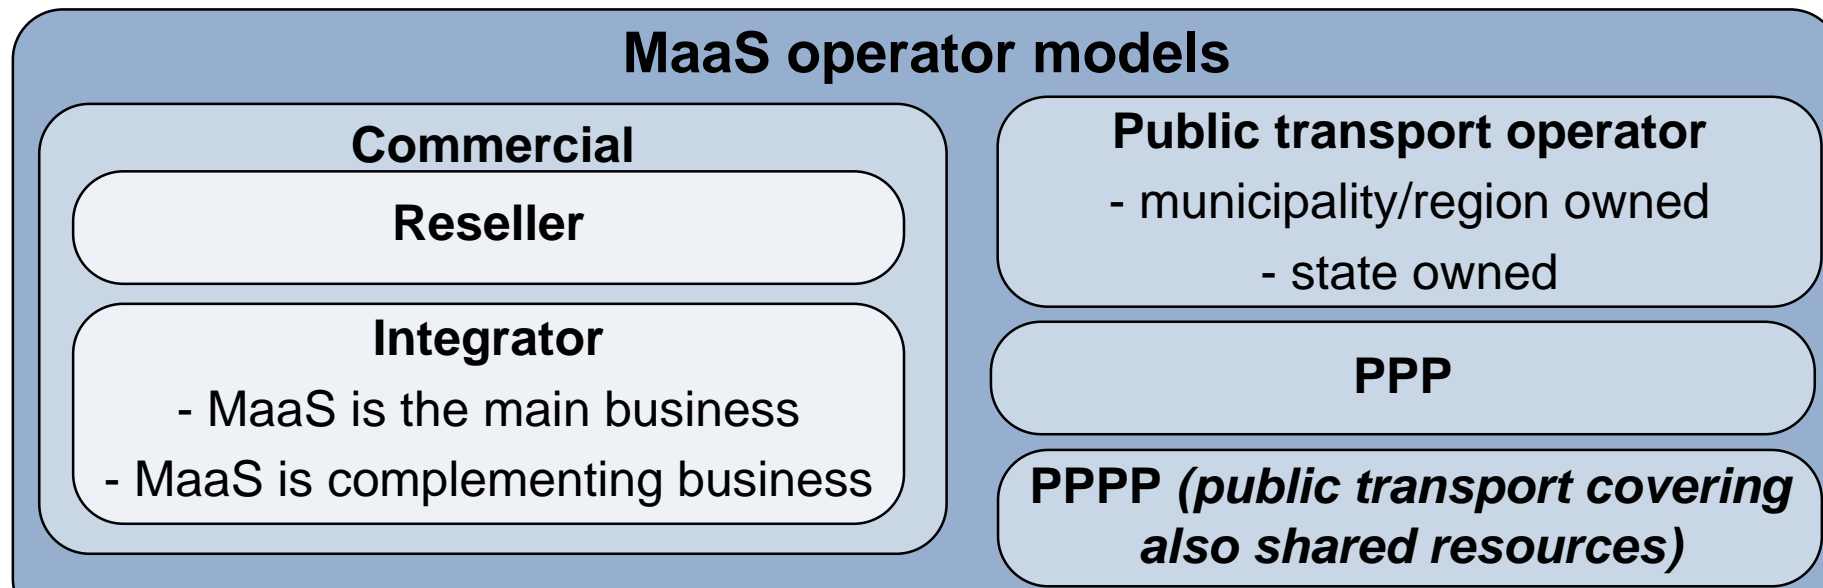 MaaS operator models
Commercial
Reseller
Integrator
- MaaS is the main business
- MaaS is complementing business
Public transport operator
- municipality/region owned
- state owned
PPP
PPPP (public transport covering
also shared resources)